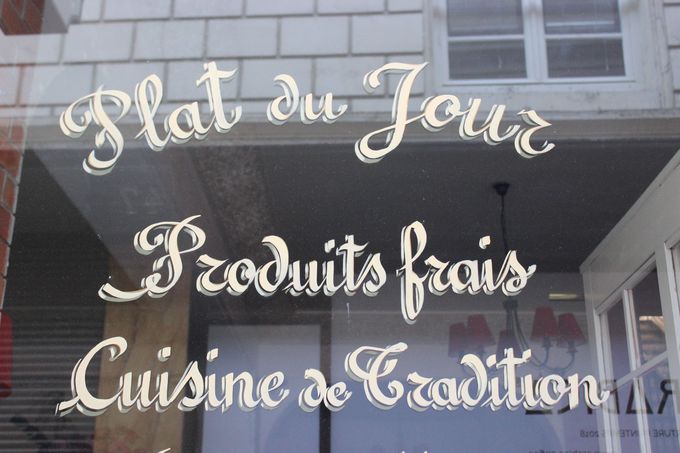 Plat du Jour
Produits frais
Cuisine de Tradition